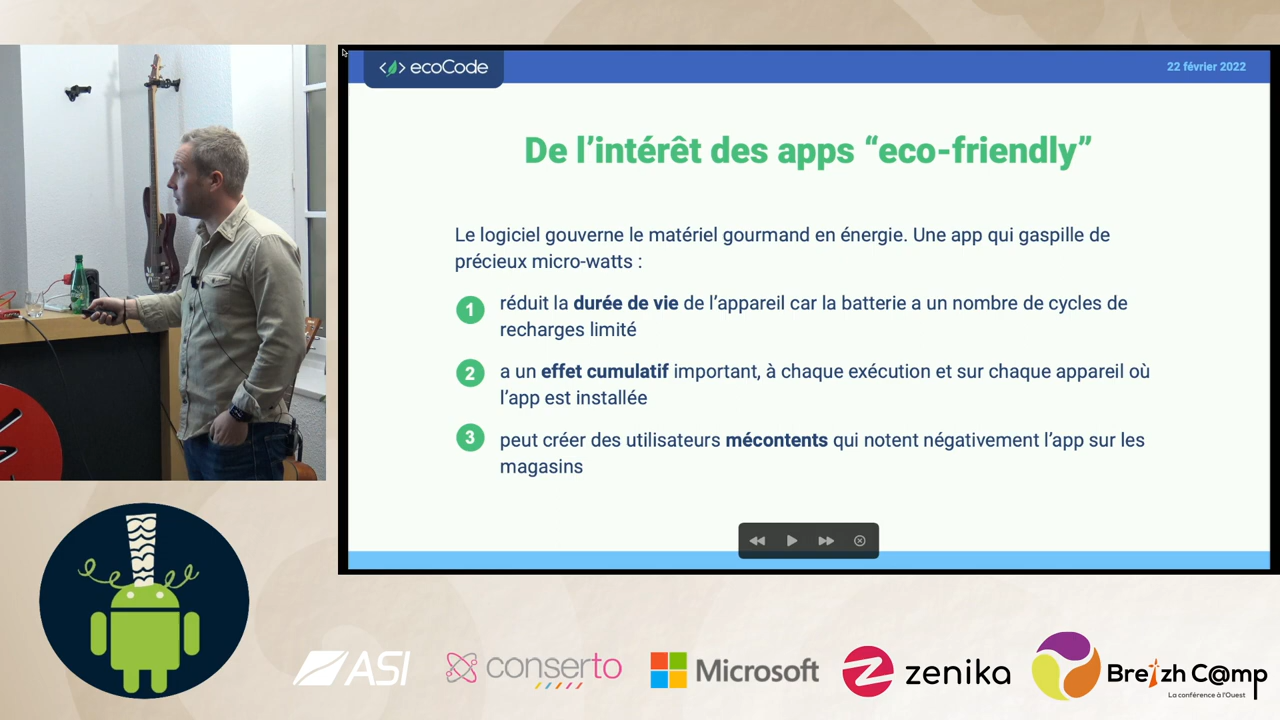 ecoCode
22 février 2022
De l’intérêt des apps “eco-friendly”
Le logiciel gouverne le matériel gourmand en énergie. Une app qui gaspille de
précieux micro-watts :
1 réduit la durée de vie de l’appareil car la batterie a un nombre de cycles de
recharges limité
2 a un effet cumulatif important, à chaque exécution et sur chaque appareil où
l’app est installée
3 peut créer des utilisateurs mécontents qui notent négativement l’app sur les
magasins
ASI
conserto
Microsoft
zenika
Breizh C@mp
La conférence à l'Ouest